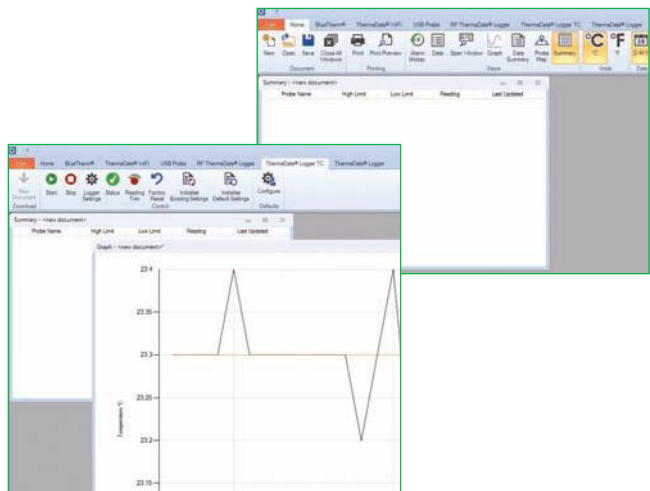 Home BlueTherm® ThermaData® WiFi USB Probe RF ThermaData® Logger ThermaData® Logger TC ThermaData® Logger
New Open Save Close All Windows Print Print Preview Alarm History Data Span Window Graph Data Summary Probe Map Summary °C °F
Document Printing Views Units
Summary - <new document>
Probe Name High Limit Low Limit Reading Last Updated
Home BlueTherm® ThermaData® WiFi USB Probe RF ThermaData® Logger ThermaData® Logger TC ThermaData® Logger
New Document Start Stop Logger Settings Status Reading Trim Factory Reset Initialise Existing Settings Initialise Default Settings Configure
Download Control Defaults
Summary - <new document>
Probe Name High Limit Low Limit Reading Last Updated
Graph - <new document>*
23.4
23.35
23.3
23.25
23.2
23.15
Temperature °C